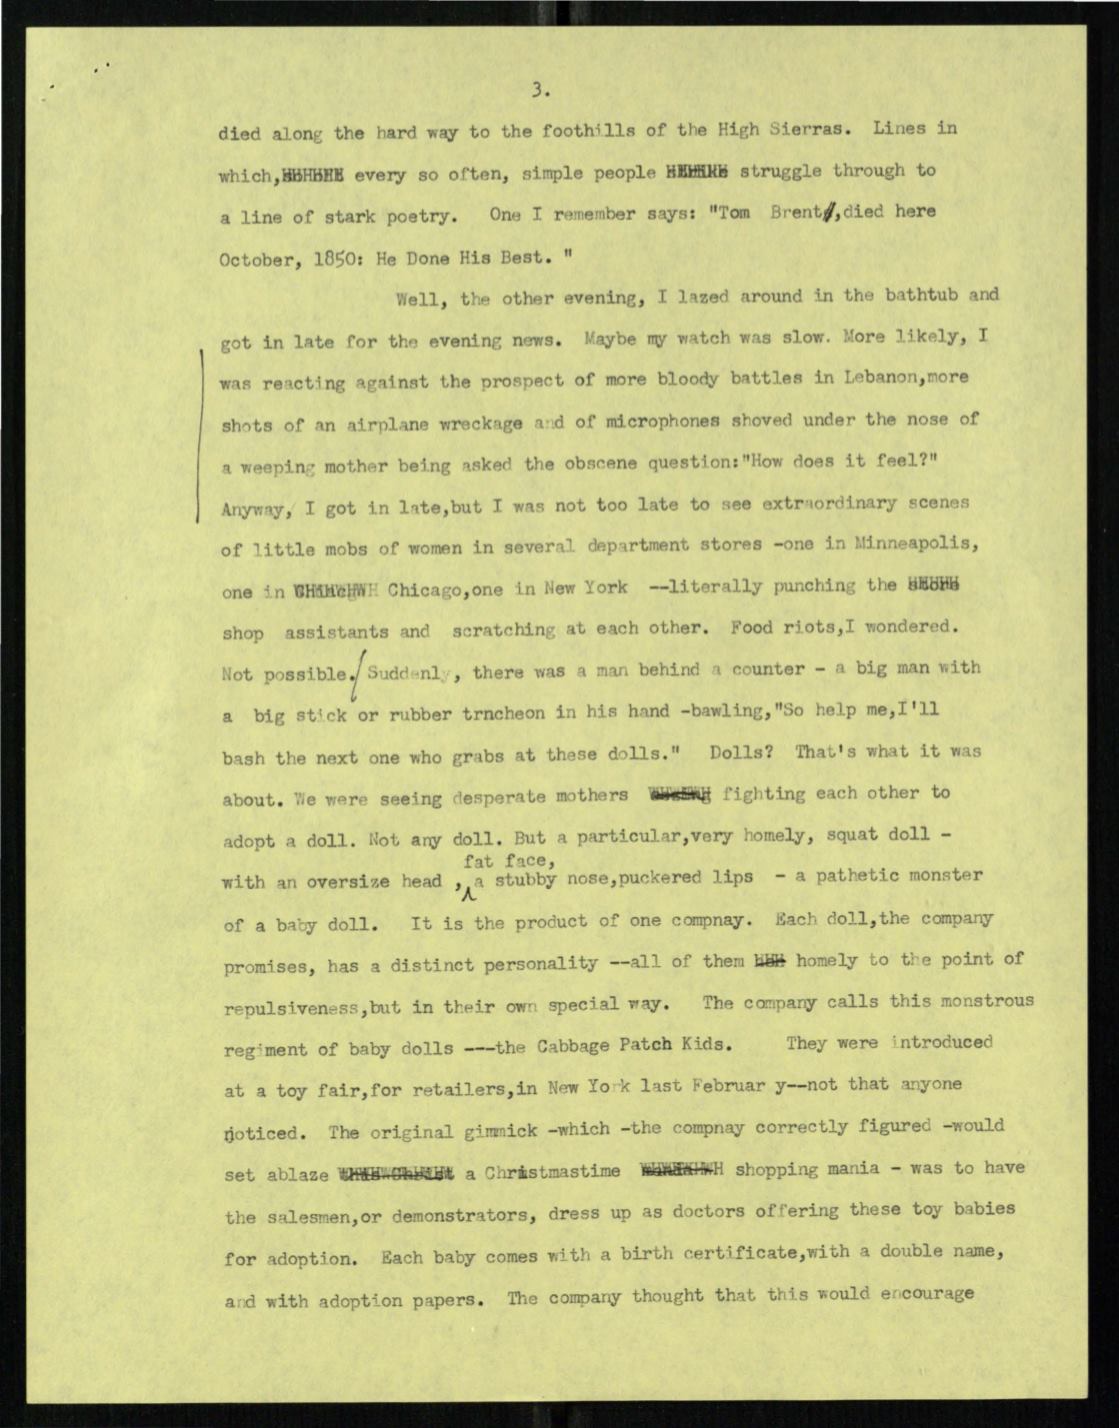 3.
died along the hard way to the foothills of the High Sierras. Lines in
which, every so often, simple people struggle through to
a line of stark poetry. One I remember says: "Tom Brent,died here
October, 1850: He Done His Best. "
Well, the other evening, I lazed around in the bathtub and
got in late for the evening news. Maybe my watch was slow. More likely, I
was reacting against the prospect of more bloody battles in Lebanon,more
shots of an airplane wreckage and of microphones shoved under the nose of
a weeping mother being asked the obscene question:"How does it feel?"
Anyway, I got in late,but I was not too late to see extraordinary scenes
of little mobs of women in several department stores -one in Minneapolis,
one in Chicago,one in New York --literally punching the
shop assistants and scratching at each other. Food riots,I wondered.
Not possible./ Suddenly, there was a man behind a counter - a big man with
a big stick or rubber trncheon in his hand -bawling,"So help me,I'll
bash the next one who grabs at these dolls." Dolls? That's what it was
about. We were seeing desperate mothers fighting each other to
adopt a doll. Not any doll. But a particular,very homely, squat doll -
fat face,
with an oversize head , a stubby nose,puckered lips - a pathetic monster
of a baby doll. It is the product of one compnay. Each doll,the company
promises, has a distinct personality --all of them homely to the point of
repulsiveness,but in their own special way. The company calls this monstrous
regiment of baby dolls ---the Cabbage Patch Kids. They were introduced
at a toy fair,for retailers,in New York last Februar y--not that anyone
noticed. The original gimmick -which -the compnay correctly figured -would
set ablaze a Christmastime shopping mania - was to have
the salesmen,or demonstrators, dress up as doctors offering these toy babies
for adoption. Each baby comes with a birth certificate,with a double name,
and with adoption papers. The company thought that this would encourage